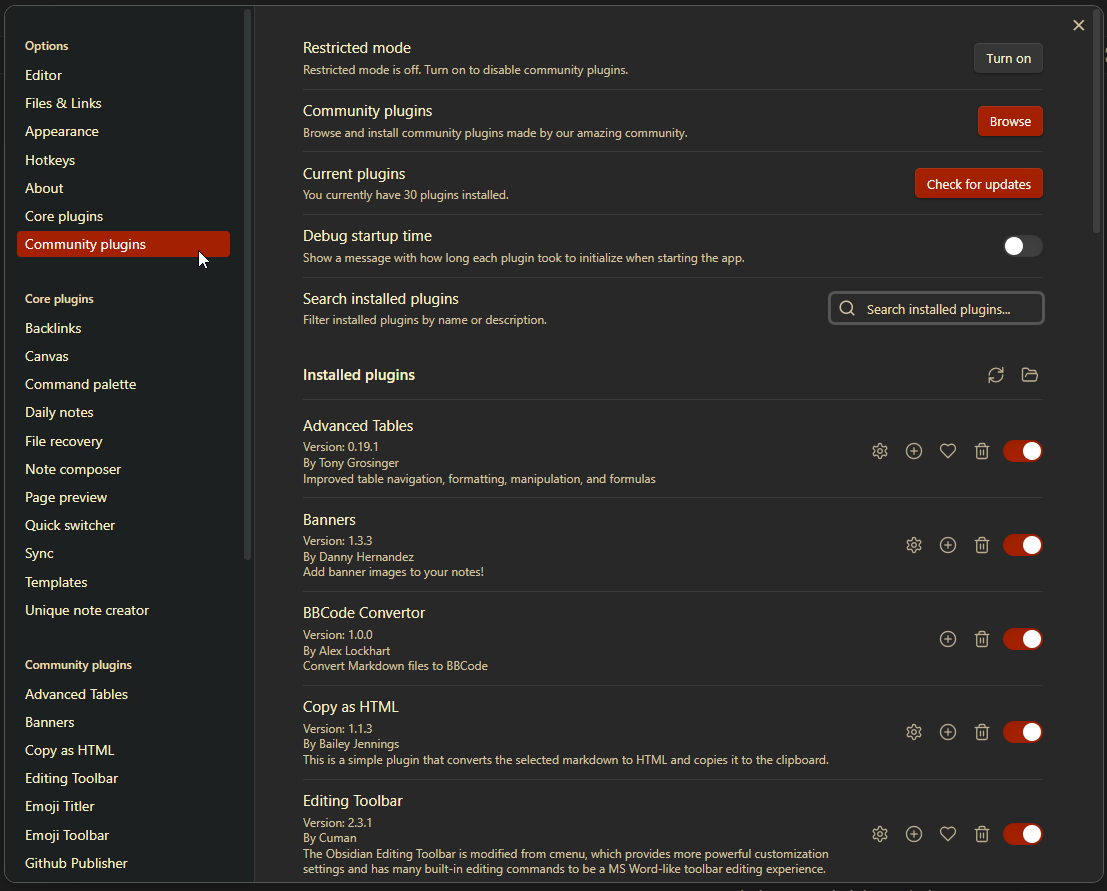 Options
Editor
Files & Links
Appearance
Hotkeys
About
Core plugins
Community plugins
Core plugins
Backlinks
Canvas
Command palette
Daily notes
File recovery
Note composer
Page preview
Quick switcher
Sync
Templates
Unique note creator
Community plugins
Advanced Tables
Banners
Copy as HTML
Editing Toolbar
Emoji Titler
Emoji Toolbar
Github Publisher
Restricted mode
Restricted mode is off. Turn on to disable community plugins.
Turn on
Community plugins
Browse and install community plugins made by our amazing community.
Browse
Current plugins
You currently have 30 plugins installed.
Check for updates
Debug startup time
Show a message with how long each plugin took to initialize when starting the app.
Search installed plugins
Filter installed plugins by name or description.
Search installed plugins...
Installed plugins
Advanced Tables
Version: 0.19.1
By Tony Grosinger
Improved table navigation, formatting, manipulation, and formulas
Banners
Version: 1.3.3
By Danny Hernandez
Add banner images to your notes!
BBCode Convertor
Version: 1.0.0
By Alex Lockhart
Convert Markdown files to BBCode
Copy as HTML
Version: 1.1.3
By Bailey Jennings
This is a simple plugin that converts the selected markdown to HTML and copies it to the clipboard.
Editing Toolbar
Version: 2.3.1
By Cuman
The Obsidian Editing Toolbar is modified from cmenu, which provides more powerful customization
settings and has many built-in editing commands to be a MS Word-like toolbar editing experience.